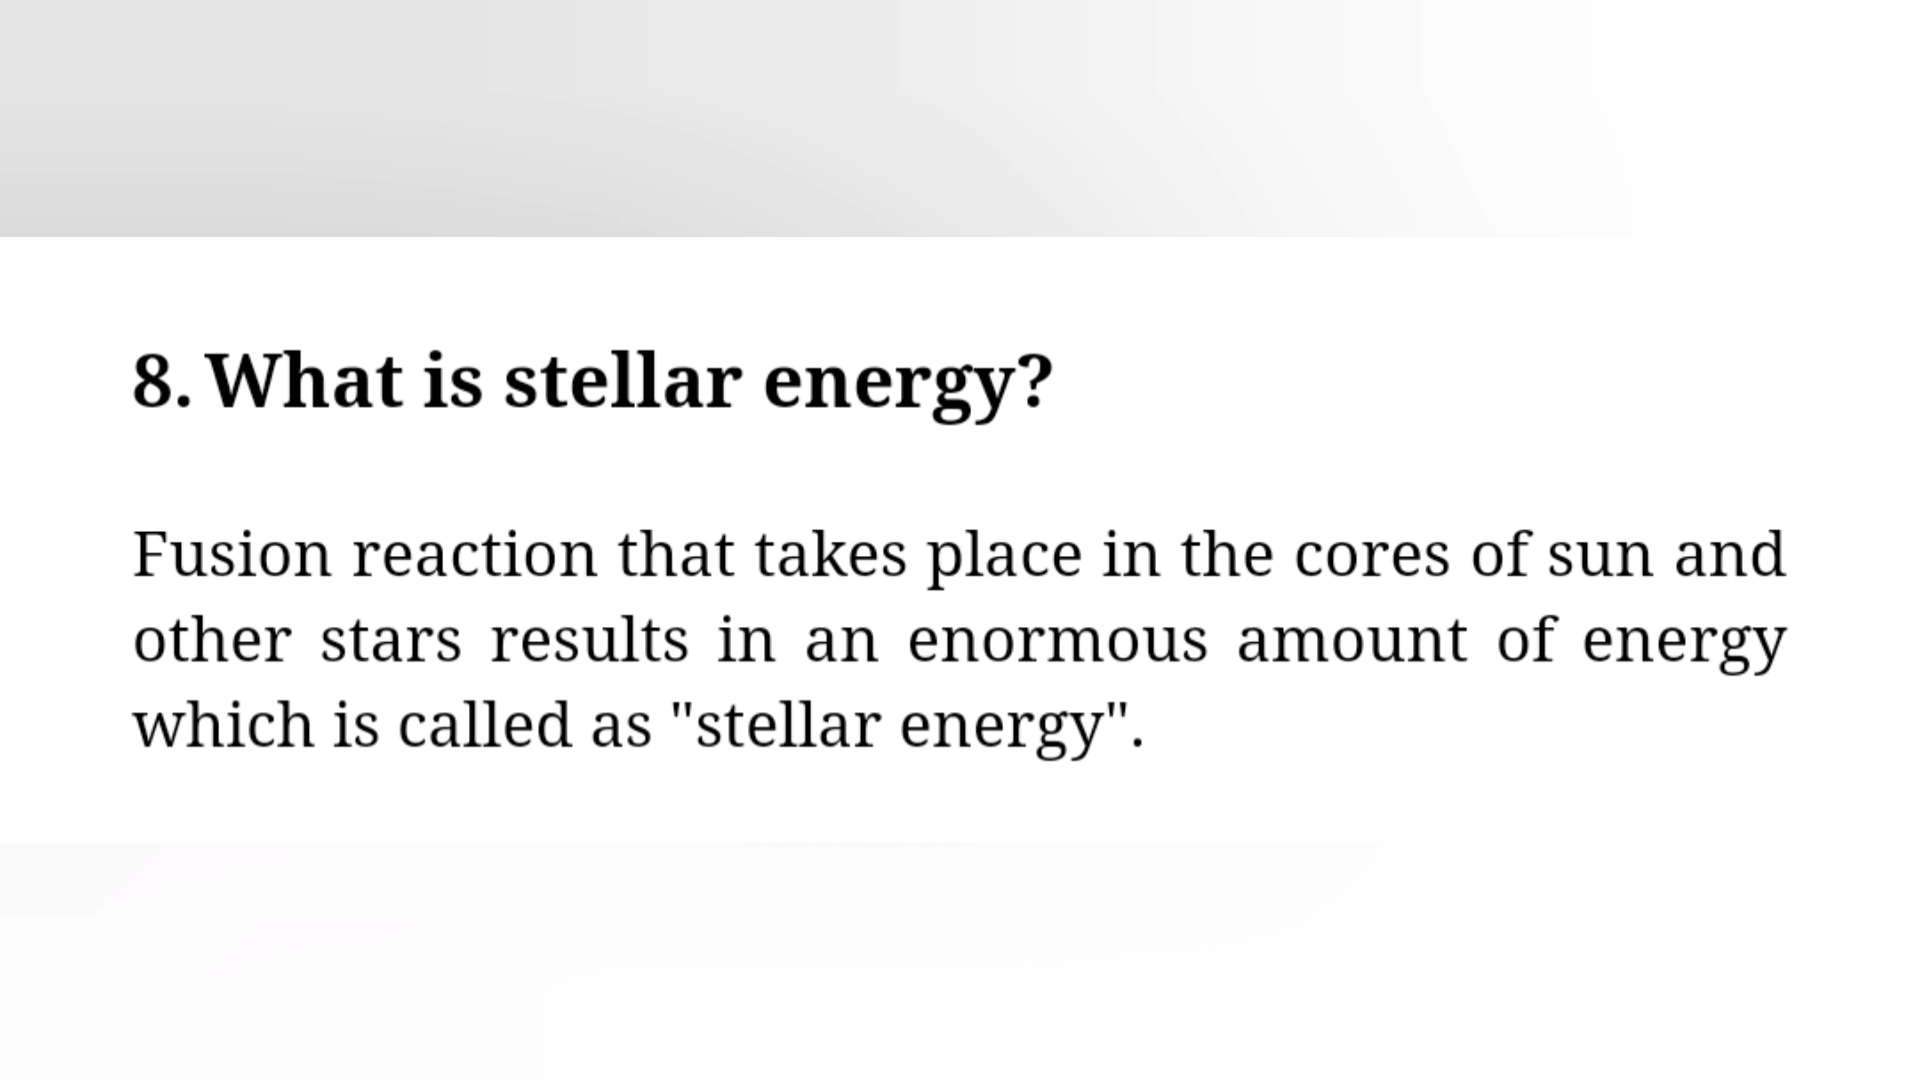 8. What is stellar energy?
Fusion reaction that takes place in the cores of sun and
other stars results in an enormous amount of energy
which is called as "stellar energy".